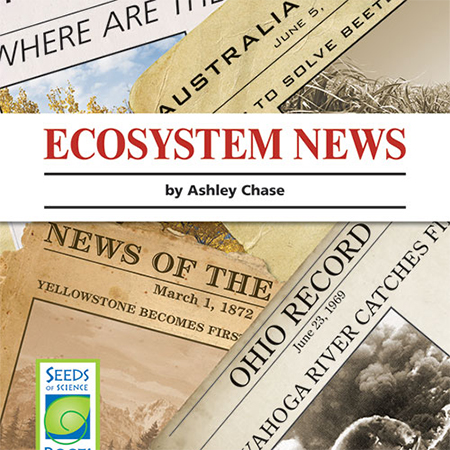 WHERE ARE THE
AUSTRALIA
JUNE 5,
TO SOLVE BEETL
ECOSYSTEM NEWS
by Ashley Chase
NEWS OF THE
March 1, 1872
YELLOWSTONE BECOMES FIRS
OHIO RECORD
June 23, 1969
YAHOGA RIVER CATCHES FI
SEEDS
OF SCIENCE